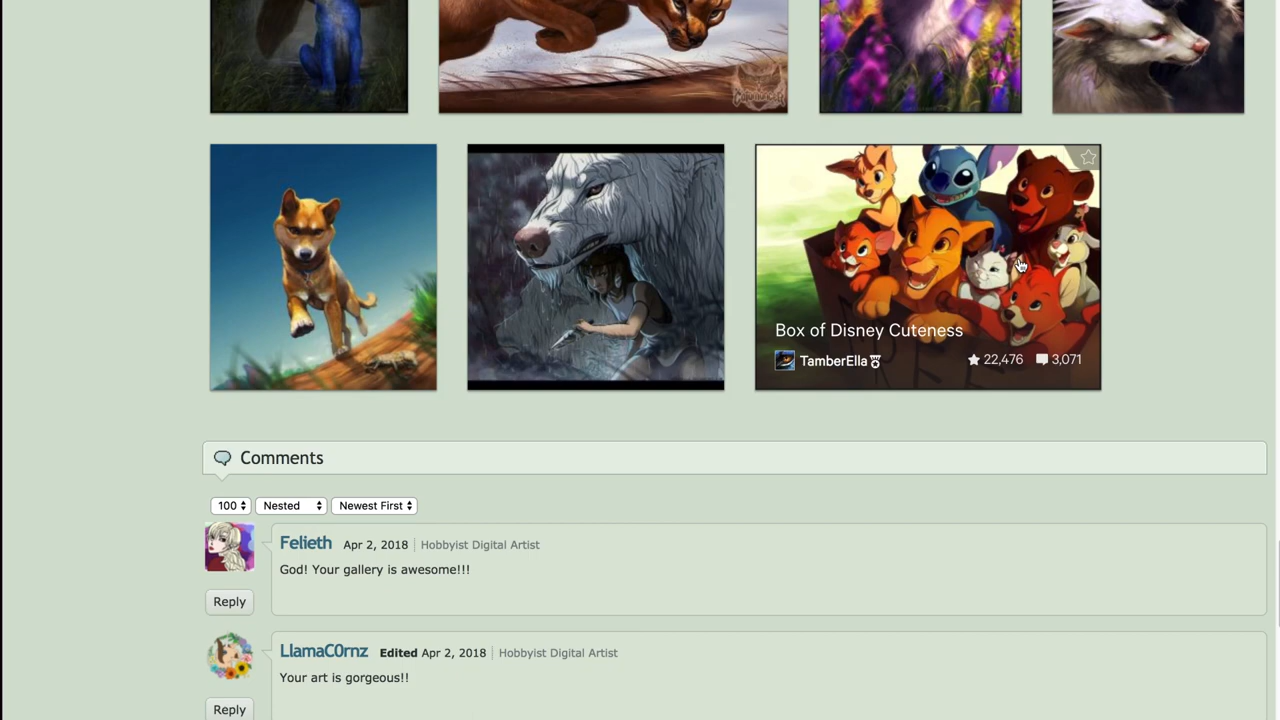 Box of Disney Cuteness
TamberElla
22,476
3,071
Comments
100
Nested
Newest First
Felieth Apr 2, 2018 Hobbyist Digital Artist
God! Your gallery is awesome!!!
Reply
LlamaC0rnz Edited Apr 2, 2018 Hobbyist Digital Artist
Your art is gorgeous!!
Reply